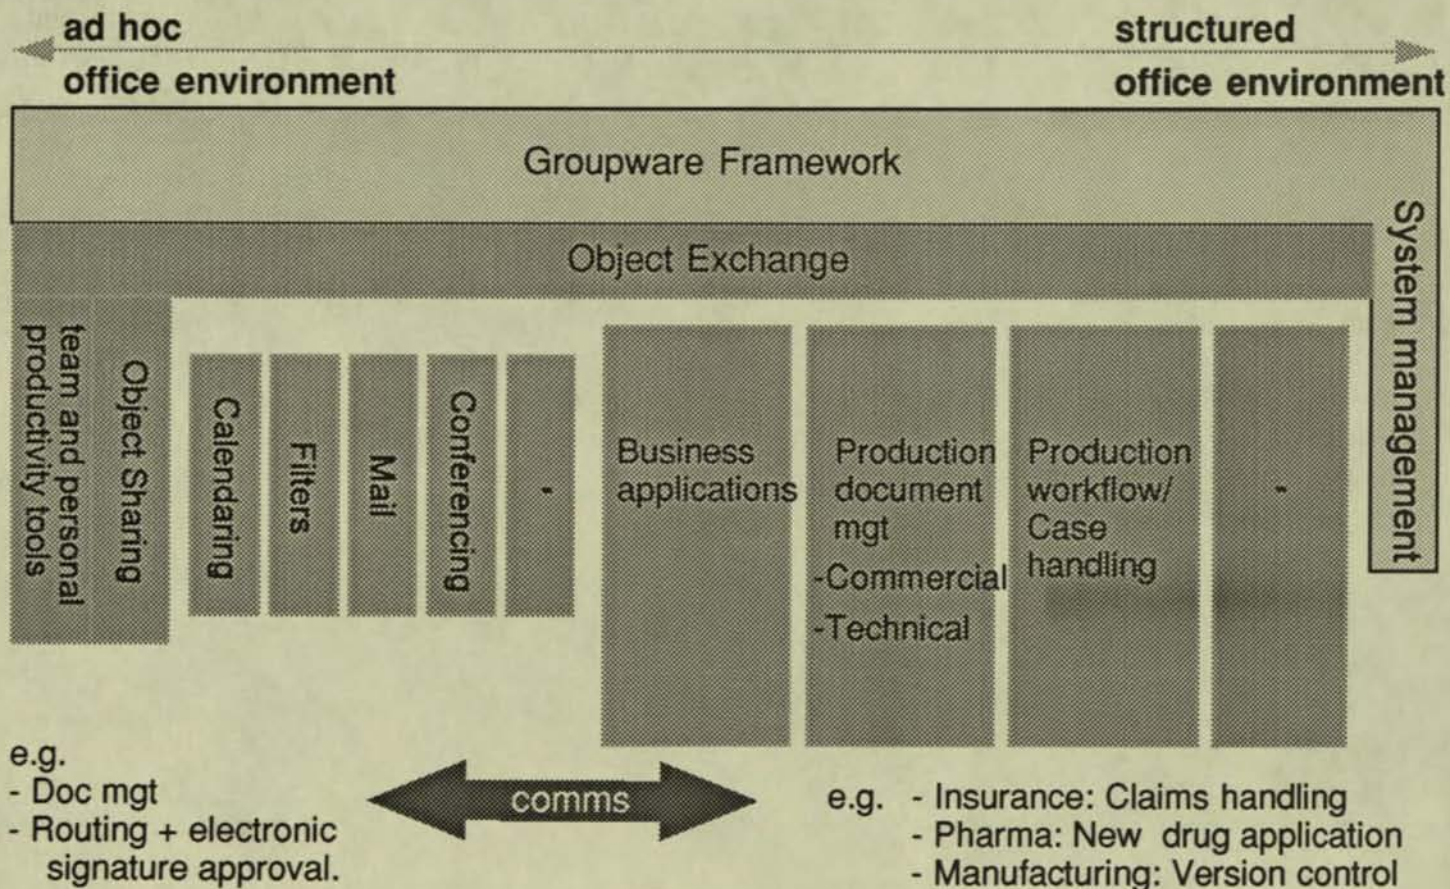 ad hoc
office environment
structured
office environment
Groupware Framework
System management
Object Exchange
team and personal
productivity tools
Object Sharing
Calendaring
Filters
Mail
Conferencing
-
Business
applications
Production
document
mgt
-Commercial
-Technical
Production
workflow/
Case
handling
-
e.g.
- Doc mgt
- Routing + electronic
signature approval.
comms
e.g. - Insurance: Claims handling
- Pharma: New drug application
- Manufacturing: Version control